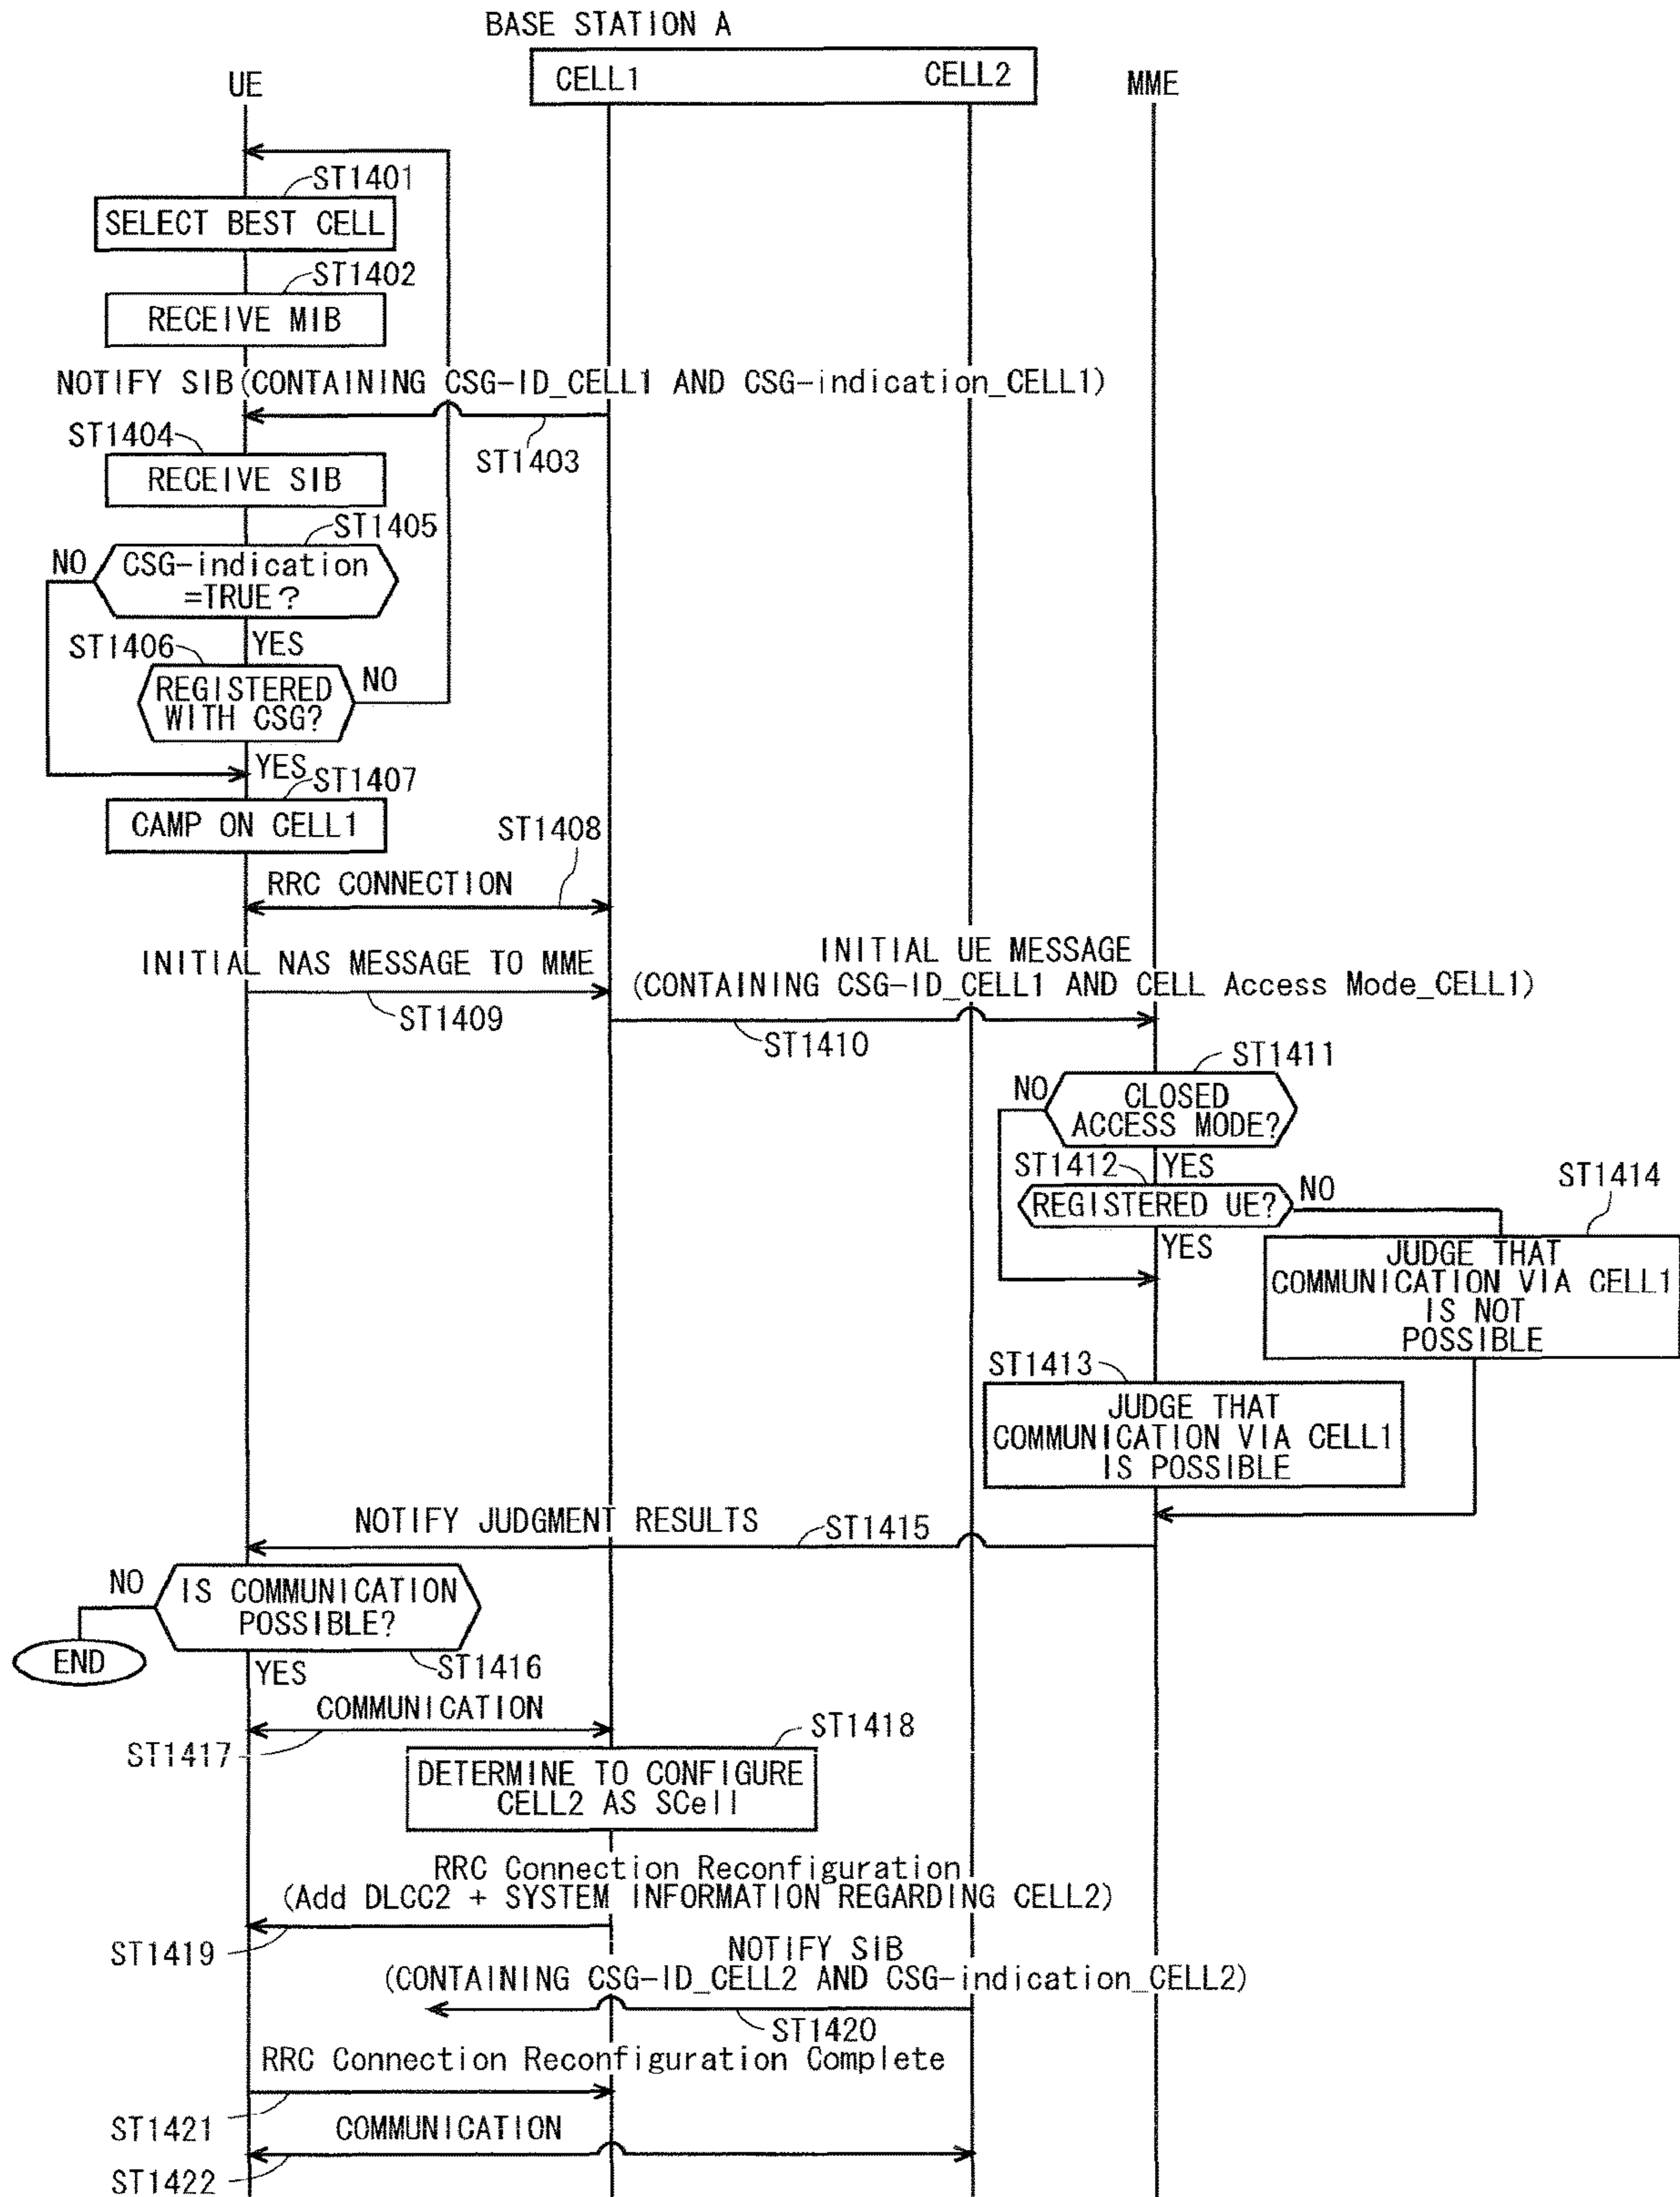 BASE STATION A
UE
CELL1
CELL2
MME
ST1401
SELECT BEST CELL
ST1402
RECEIVE MIB
NOTIFY SIB(CONTAINING CSG-ID_CELL1 AND CSG-indication_CELL1)
ST1403
ST1404
RECEIVE SIB
ST1405
NO
CSG-indication
=TRUE?
YES
ST1406
REGISTERED
WITH CSG?
NO
YES
ST1407
CAMP ON CELL1
ST1408
RRC CONNECTION
INITIAL NAS MESSAGE TO MME
ST1409
INITIAL UE MESSAGE
(CONTAINING CSG-ID_CELL1 AND CELL Access Mode_CELL1)
ST1410
ST1411
NO
CLOSED
ACCESS MODE?
YES
ST1412
REGISTERED UE?
NO
YES
ST1414
JUDGE THAT
COMMUNICATION VIA CELL1
IS NOT
POSSIBLE
ST1413
JUDGE THAT
COMMUNICATION VIA CELL1
IS POSSIBLE
NOTIFY JUDGMENT RESULTS
ST1415
NO
IS COMMUNICATION
POSSIBLE?
END
YES
ST1416
COMMUNICATION
ST1417
ST1418
DETERMINE TO CONFIGURE
CELL2 AS SCell
RRC Connection Reconfiguration
(Add DLCC2 + SYSTEM INFORMATION REGARDING CELL2)
ST1419
NOTIFY SIB
(CONTAINING CSG-ID_CELL2 AND CSG-indication_CELL2)
ST1420
RRC Connection Reconfiguration Complete
ST1421
COMMUNICATION
ST1422